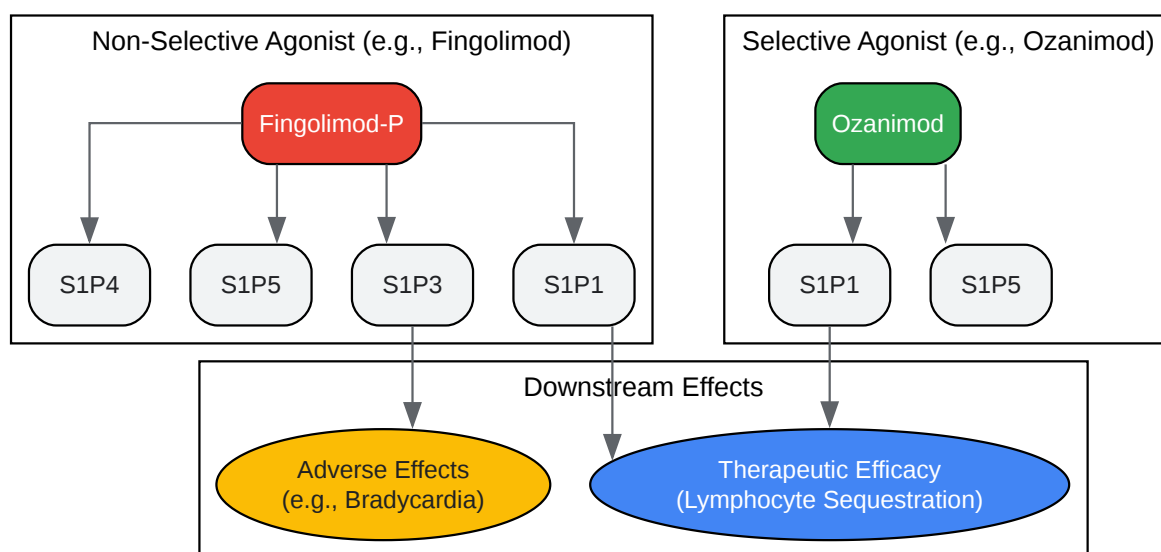 Non-Selective Agonist (e.g., Fingolimod)
Selective Agonist (e.g., Ozanimod)
Fingolimod-P
Ozanimod
S1P4
S1P5
S1P3
S1P1
S1P1
S1P5
Downstream Effects
Adverse Effects
(e.g., Bradycardia)
Therapeutic Efficacy
(Lymphocyte Sequestration)